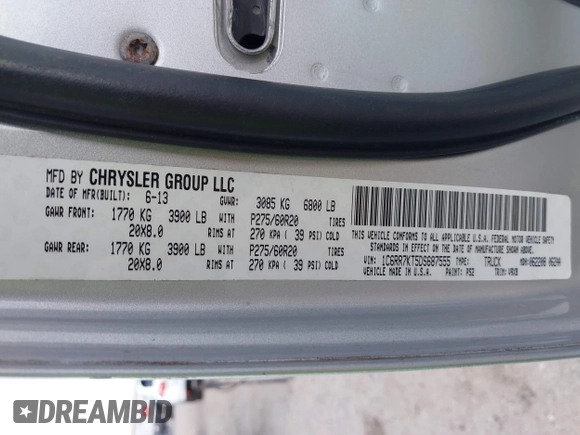 MFD BY CHRYSLER GROUP LLC
DATE OF MFR(BUILT): 6-13 GVWR: 3085 KG 6800 LB
GAWR FRONT: 1770 KG 3900 LB WITH P275/60R20 TIRES
20X8.0 RIMS AT 270 KPA ( 39 PSI) COLD
GAWR REAR: 1770 KG 3900 LB WITH P275/60R20 TIRES
20X8.0 RIMS AT 270 KPA ( 39 PSI) COLD
THIS VEHICLE CONFORMS TO ALL APPLICABLE U.S.A. FEDERAL MOTOR VEHICLE SAFETY
STANDARDS IN EFFECT ON THE DATE OF MANUFACTURE SHOWN ABOVE.
VIN: 1C6RR7KT5DS687555 TYPE: TRUCK
PAINT: PS2 TRIM:
DREAMBID